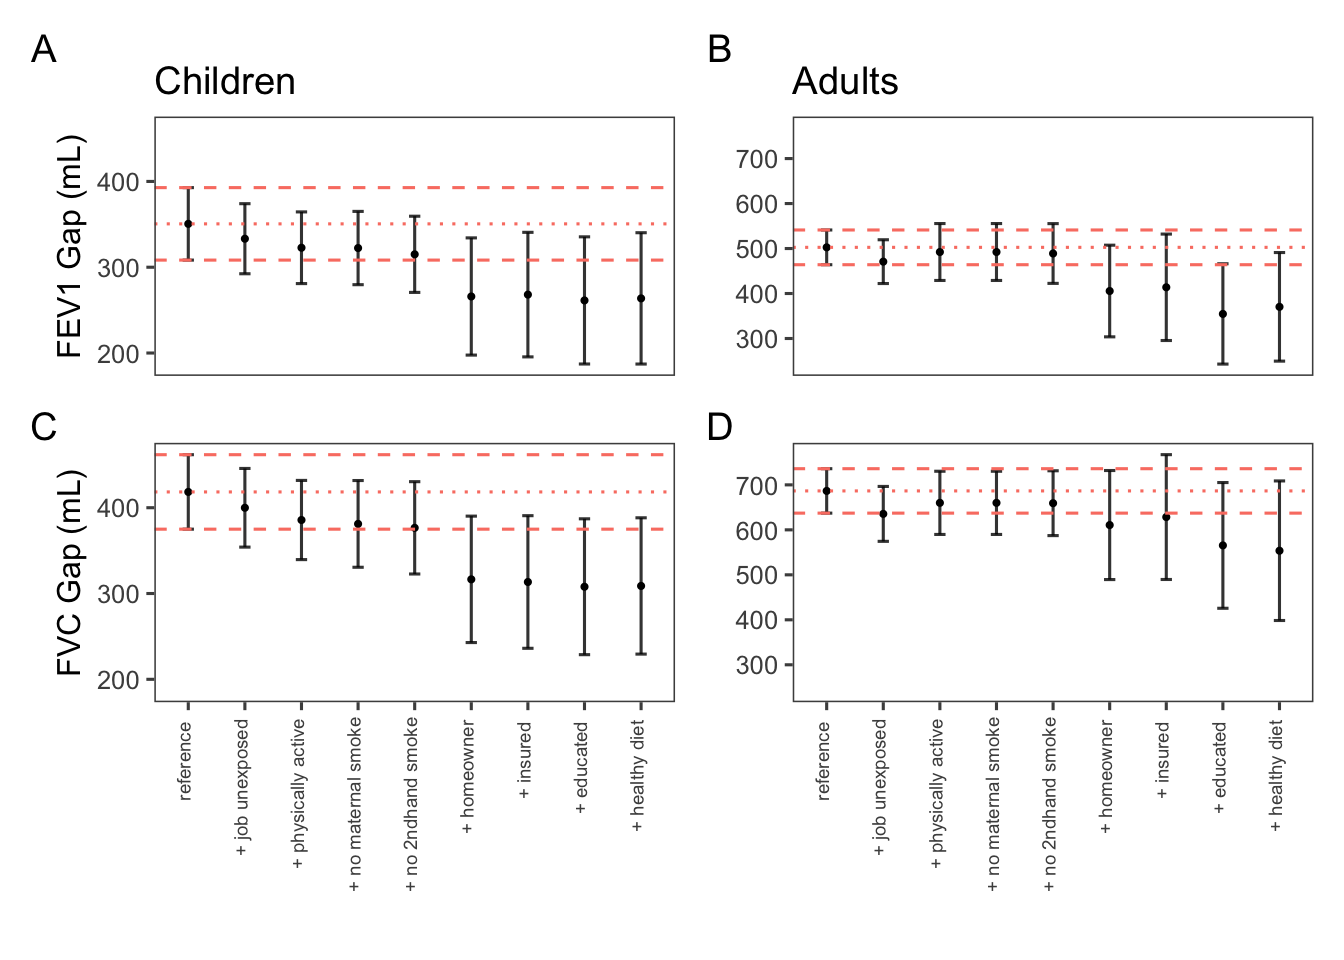 A
Children
FEV1 Gap (mL)
400
300
200
B
Adults
700
600
500
400
300
C
FVC Gap (mL)
400
300
200
reference
+ job unexposed
+ physically active
+ no maternal smoke
+ no 2ndhand smoke
+ homeowner
+ insured
+ educated
+ healthy diet
D
700
600
500
400
300
reference
+ job unexposed
+ physically active
+ no maternal smoke
+ no 2ndhand smoke
+ homeowner
+ insured
+ educated
+ healthy diet